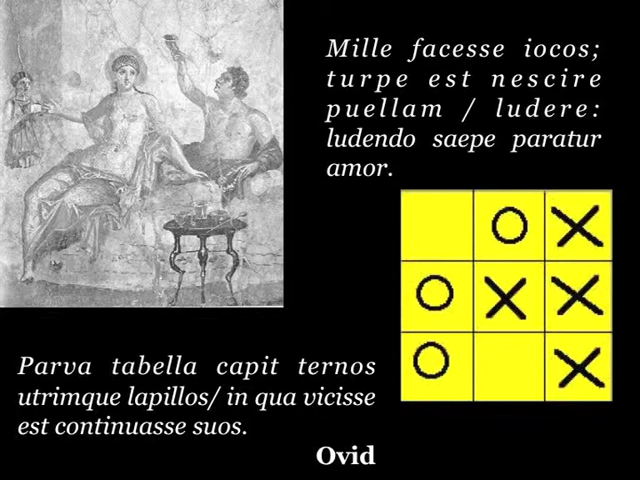 Mille facesse iocos;
turpe est nescire
puellam / ludere:
ludendo saepe paratur
amor.
O X
O X X
O X
Parva tabella capit ternos
utrimque lapillos/ in qua vicisse
est continuasse suos.
Ovid